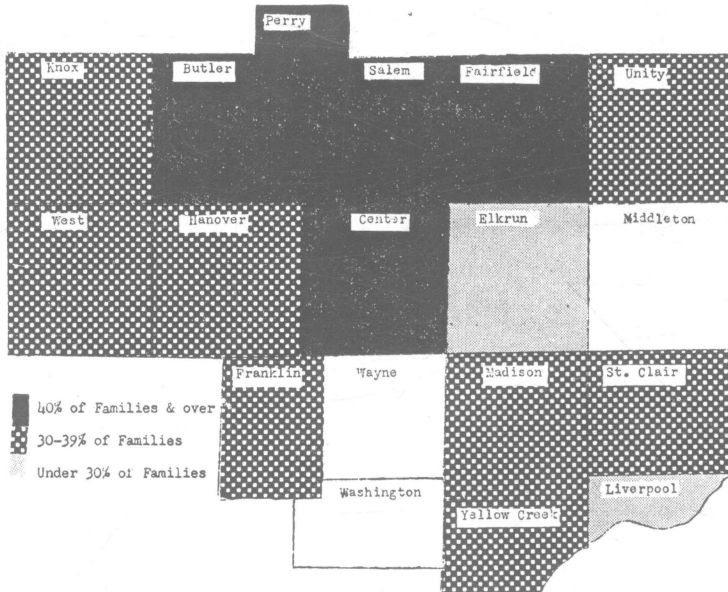 Perry
Knox
Butler
Salem
Fairfield
Unity
West
Hanover
Center
Elkrun
Middleton
Franklin
Wayne
Madison
St. Clair
40% of Families & over
30-39% of Families
Under 30% of Families
Washington
Yellow Creek
Liverpool